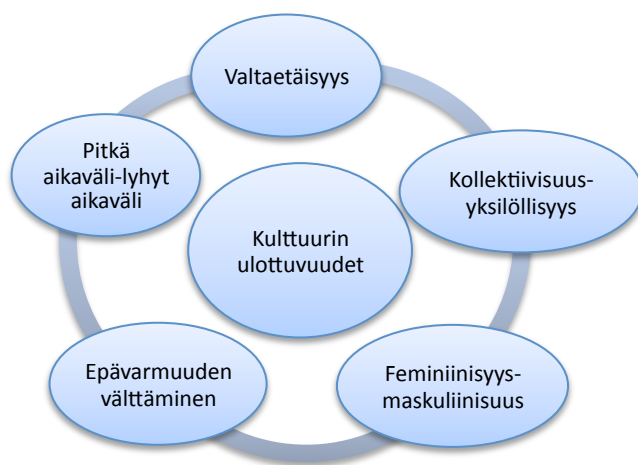 Valtaetäisyys
Kollektiivisuus-
yksilöllisyys
Feminiinisyys-
maskuliinisuus
Epävarmuuden
välttäminen
Pitkä
aikaväli-lyhyt
aikaväli
Kulttuurin
ulottuvuudet